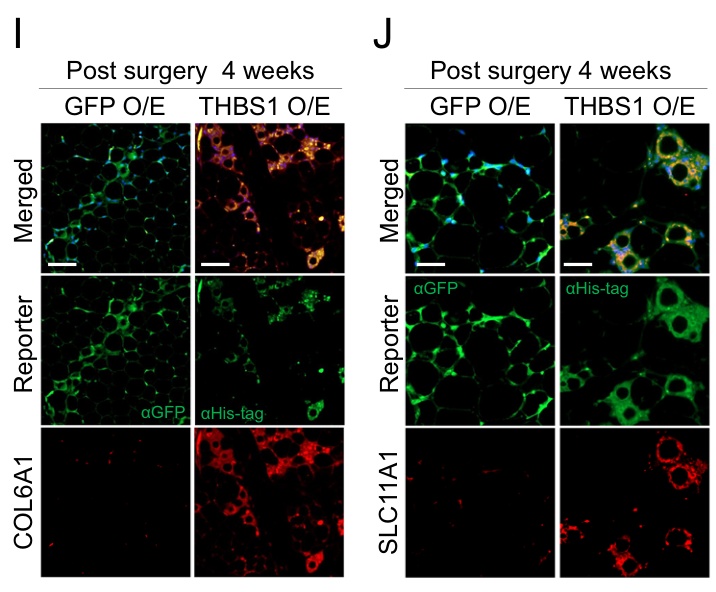 I
Post surgery 4 weeks
GFP O/E
THBS1 O/E
Merged
Reporter
αGFP
αHis-tag
COL6A1
J
Post surgery 4 weeks
GFP O/E
THBS1 O/E
Merged
Reporter
αGFP
αHis-tag
SLC11A1